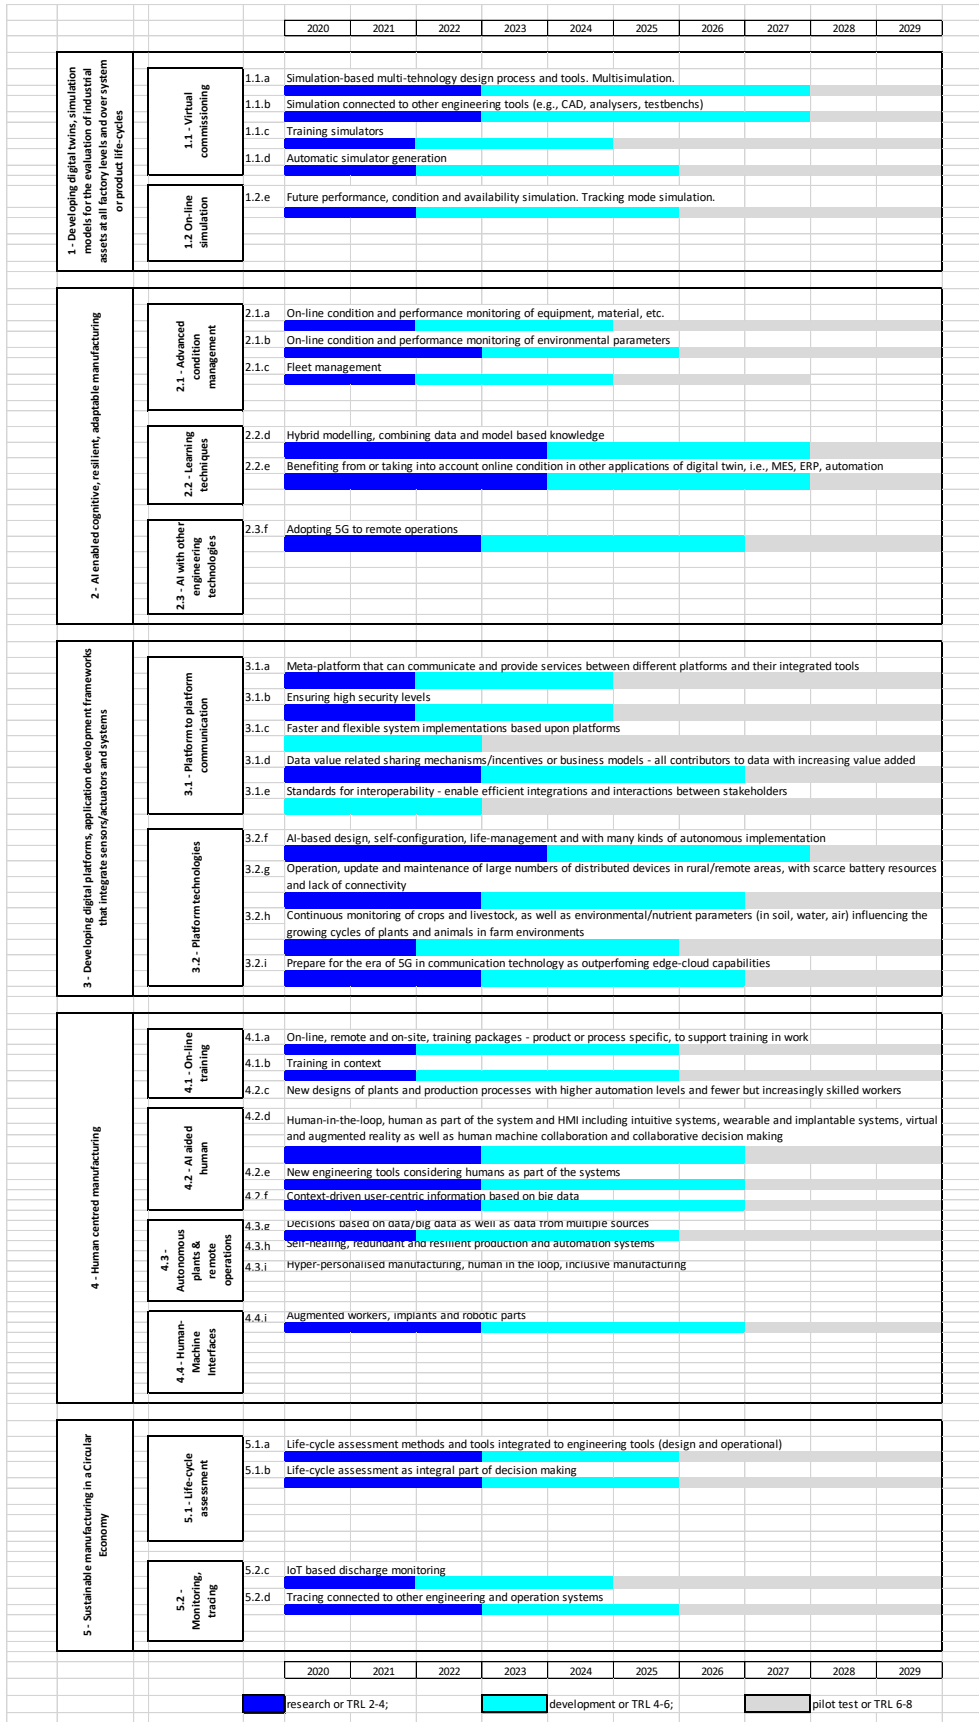 2020 2021 2022 2023 2024 2025 2026 2027 2028 2029
1 - Developing digital twins, simulation
models for the evaluation of industrial
assets at all factory levels and over system
or product life-cycles
1.1 - Virtual
commissioning
1.1.a Simulation-based multi-tehnology design process and tools. Multisimulation.
1.1.b Simulation connected to other engineering tools (e.g., CAD, analysers, testbenchs)
1.1.c Training simulators
1.1.d Automatic simulator generation
1.2 On-line
simulation
1.2.e Future performance, condition and availability simulation. Tracking mode simulation.
2 - AI enabled cognitive, resilient, adaptable manufacturing
2.1 - Advanced
condition
management
2.1.a On-line condition and performance monitoring of equipment, material, etc.
2.1.b On-line condition and performance monitoring of environmental parameters
2.1.c Fleet management
2.2 - Learning
techniques
2.2.d Hybrid modelling, combining data and model based knowledge
2.2.e Benefiting from or taking into account online condition in other applications of digital twin, i.e., MES, ERP, automation
2.3 - AI with other
engineering
technologies
2.3.f Adopting 5G to remote operations
3 - Developing digital platforms, application development frameworks
that integrate sensors/actuators and systems
3.1 - Platform to platform
communication
3.1.a Meta-platform that can communicate and provide services between different platforms and their integrated tools
3.1.b Ensuring high security levels
3.1.c Faster and flexible system implementations based upon platforms
3.1.d Data value related sharing mechanisms/incentives or business models - all contributors to data with increasing value added
3.1.e Standards for interoperability - enable efficient integrations and interactions between stakeholders
3.2 - Platform technologies
3.2.f AI-based design, self-configuration, life-management and with many kinds of autonomous implementation
3.2.g Operation, update and maintenance of large numbers of distributed devices in rural/remote areas, with scarce battery resources
and lack of connectivity
3.2.h Continuous monitoring of crops and livestock, as well as environmental/nutrient parameters (in soil, water, air) influencing the
growing cycles of plants and animals in farm environments
3.2.i Prepare for the era of 5G in communication technology as outperfoming edge-cloud capabilities
4 - Human centred manufacturing
4.1 - On-line
training
4.1.a On-line, remote and on-site, training packages - product or process specific, to support training in work
4.1.b Training in context
4.2.c New designs of plants and production processes with higher automation levels and fewer but increasingly skilled workers
4.2 - AI aided
human
4.2.d Human-in-the-loop, human as part of the system and HMI including intuitive systems, wearable and implantable systems, virtual
and augmented reality as well as human machine collaboration and collaborative decision making
4.2.e New engineering tools considering humans as part of the systems
4.2.f Context-driven user-centric information based on big data
4.3 -
Autonomous
plants &
remote
operations
4.3.g Decisions based on data/big data as well as data from multiple sources
4.3.h Self-healing, redundant and resilient production and automation systems
4.3.i Hyper-personalised manufacturing, human in the loop, inclusive manufacturing
4.4 - Human-
Machine
Interfaces
4.4.i Augmented workers, implants and robotic parts
5 - Sustainable manufacturing in a Circular
Economy
5.1 - Life-cycle
assessment
5.1.a Life-cycle assessment methods and tools integrated to engineering tools (design and operational)
5.1.b Life-cycle assessment as integral part of decision making
5.2 -
Monitoring,
tracing
5.2.c IoT based discharge monitoring
5.2.d Tracing connected to other engineering and operation systems
2020 2021 2022 2023 2024 2025 2026 2027 2028 2029
research or TRL 2-4; development or TRL 4-6; pilot test or TRL 6-8